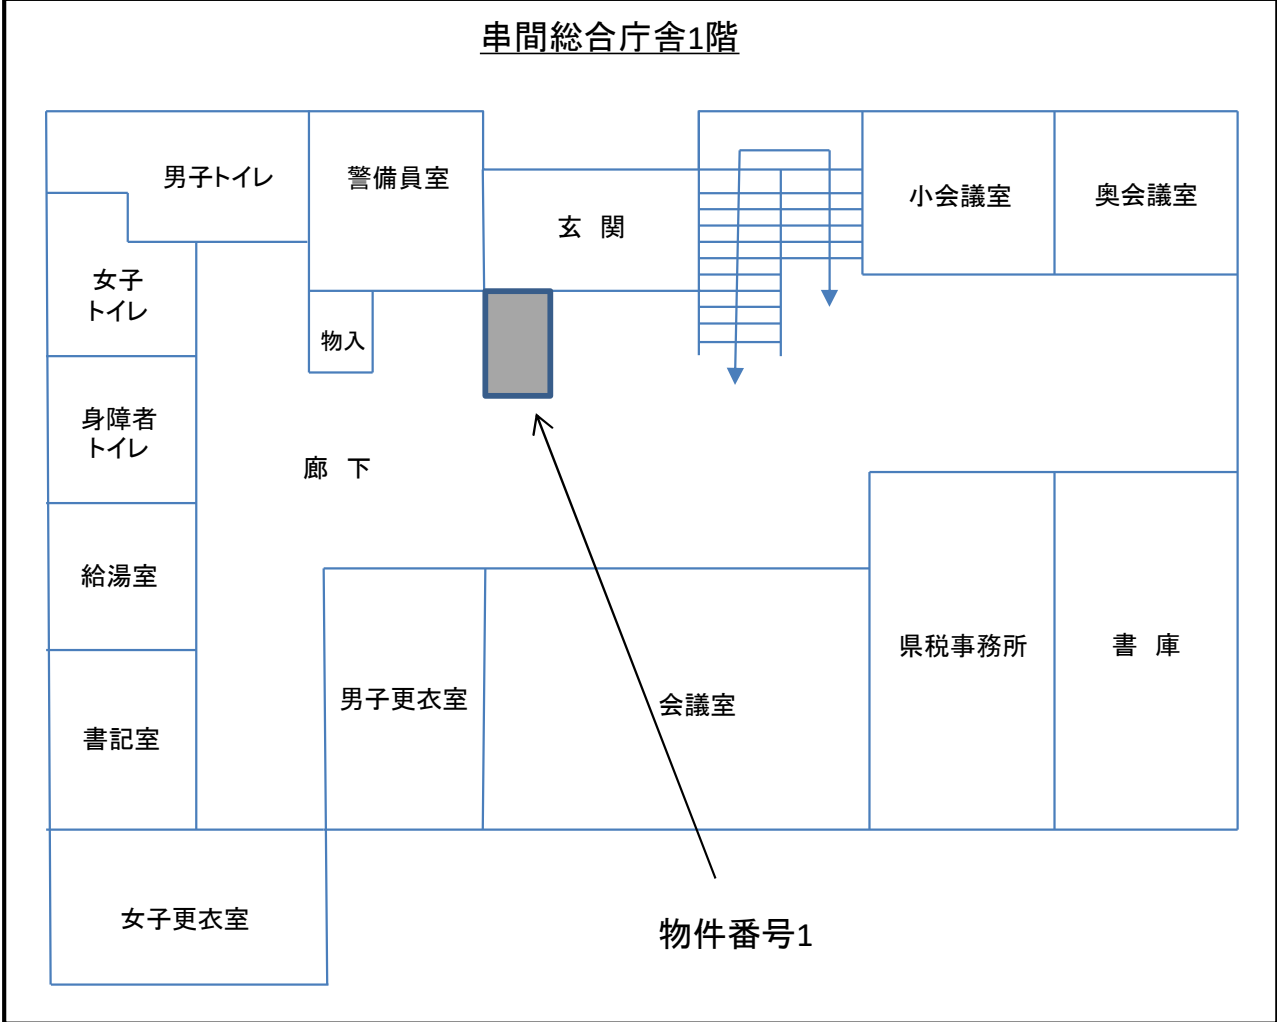 串間総合庁舎1階
男子トイレ
警備員室
玄 関
小会議室
奥会議室
女子
トイレ
物入
身障者
トイレ
廊 下
給湯室
県税事務所
書 庫
男子更衣室
会議室
書記室
女子更衣室
物件番号1